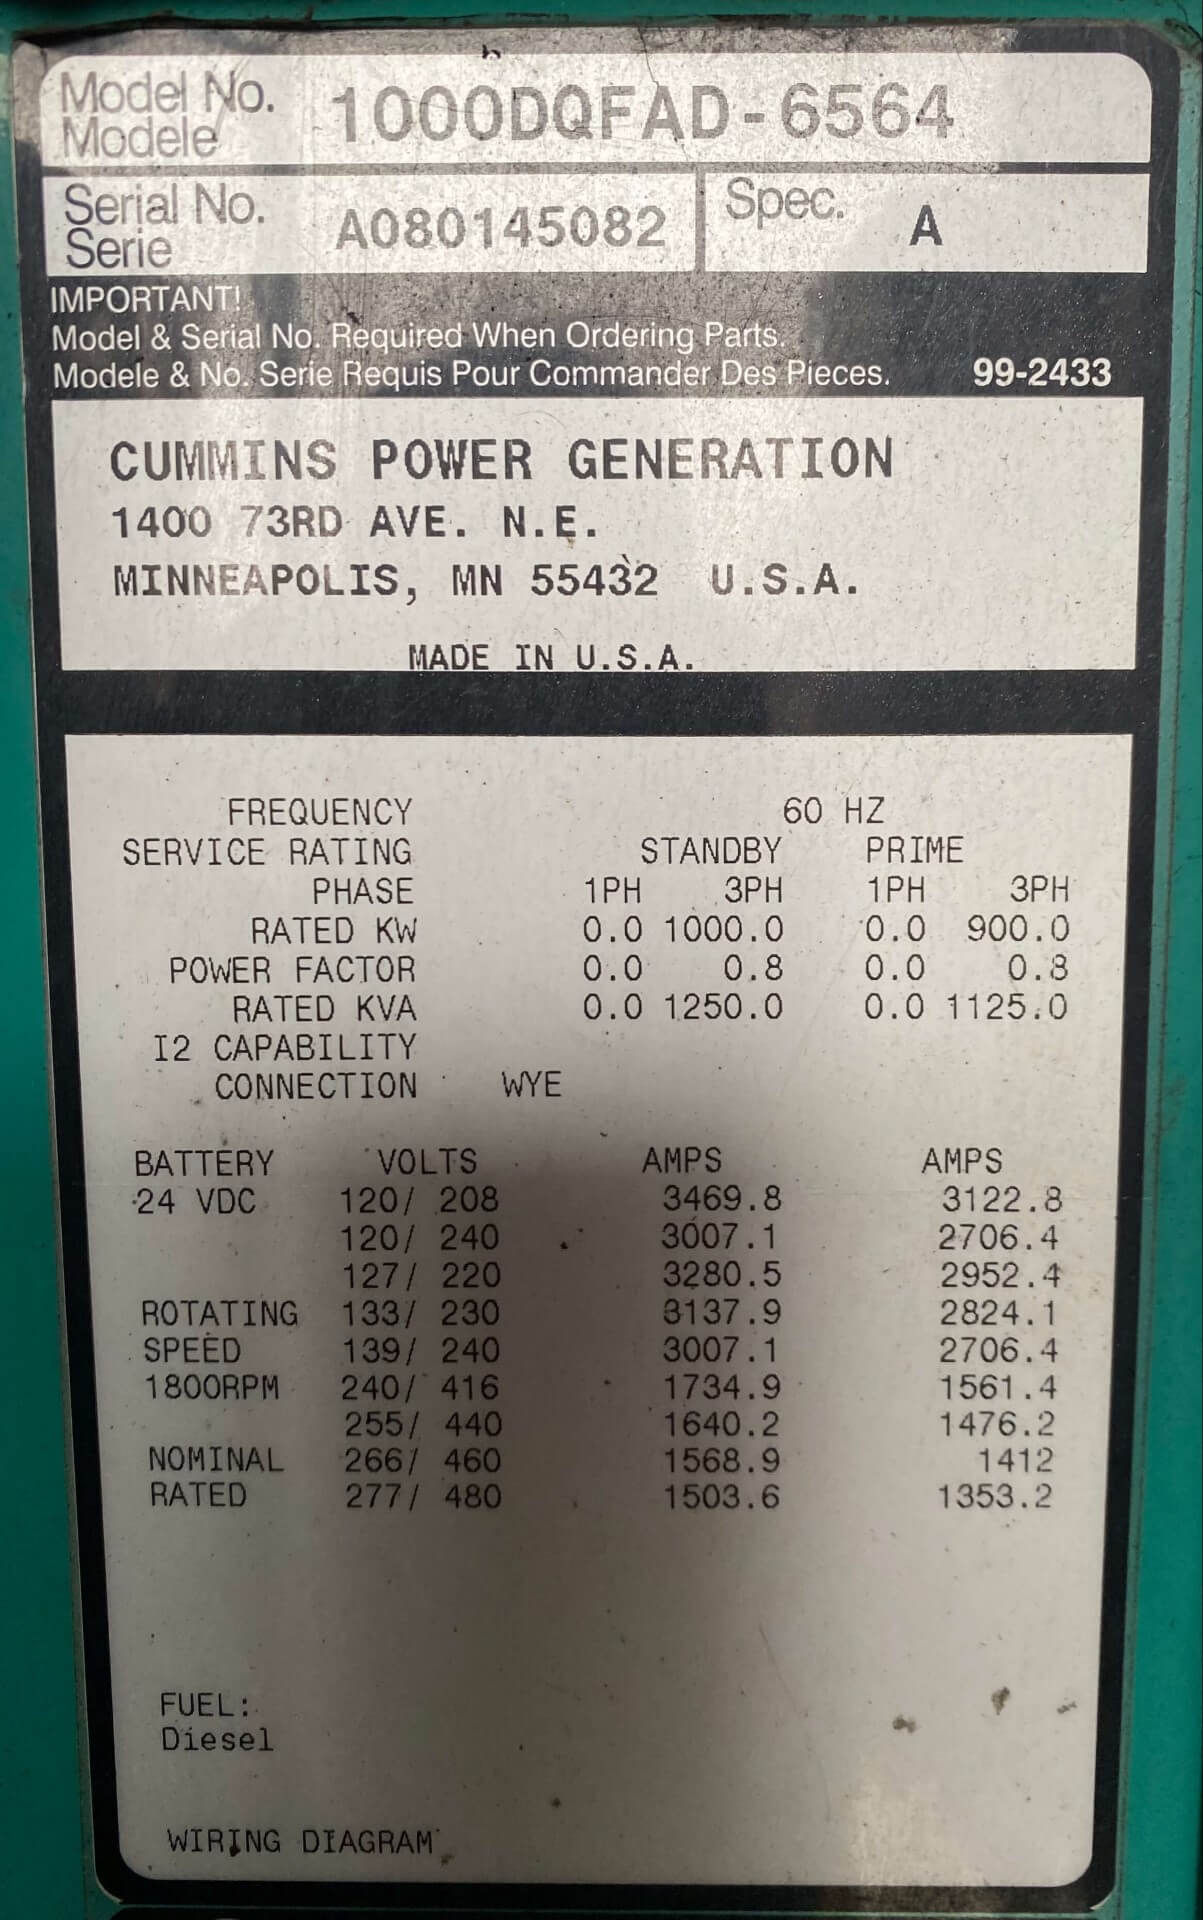 Model No. 1000DQFAD-6564
Modele
Serial No. A080145082 Spec. A
Serie
IMPORTANT!
Model & Serial No. Required When Ordering Parts.
Modele & No. Serie Requis Pour Commander Des Pieces. 99-2433
CUMMINS POWER GENERATION
1400 73RD AVE. N.E.
MINNEAPOLIS, MN 55432 U.S.A.
MADE IN U.S.A.
FREQUENCY 60 HZ
SERVICE RATING STANDBY PRIME
PHASE 1PH 3PH 1PH 3PH
RATED KW 0.0 1000.0 0.0 900.0
POWER FACTOR 0.0 0.8 0.0 0.8
RATED KVA 0.0 1250.0 0.0 1125.0
I2 CAPABILITY
CONNECTION WYE
BATTERY VOLTS AMPS AMPS
24 VDC 120/ 208 3469.8 3122.8
120/ 240 3007.1 2706.4
127/ 220 3280.5 2952.4
ROTATING 133/ 230 3137.9 2824.1
SPEED 139/ 240 3007.1 2706.4
1800RPM 240/ 416 1734.9 1561.4
255/ 440 1640.2 1476.2
NOMINAL 266/ 460 1568.9 1412
RATED 277/ 480 1503.6 1353.2
FUEL:
Diesel
WIRING DIAGRAM